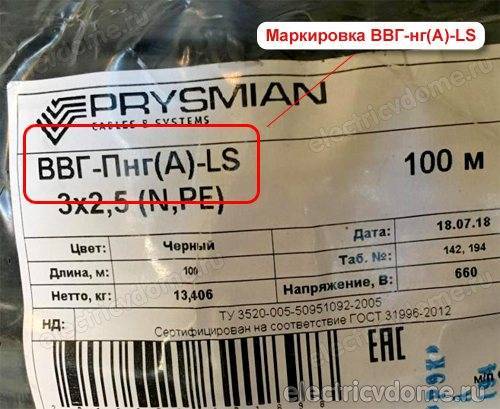 Маркировка ВВГ-нг(А)-LS
PRYSMIAN
CABLES & SYSTEMS
ВВГ-Пнг(А)-LS
100 м
3х2,5 (N,PE)
Дата: 18.07.18
Цвет: Черный
Таб. №: 142, 194
Длина, м: 100
Напряжение, В: 660
Нетто, кг: 13,406
ТУ 3520-005-50951092-2005
НД:
Сертифицирован на соответствие ГОСТ 31996-2012
ЕАС
electricvdome.ru